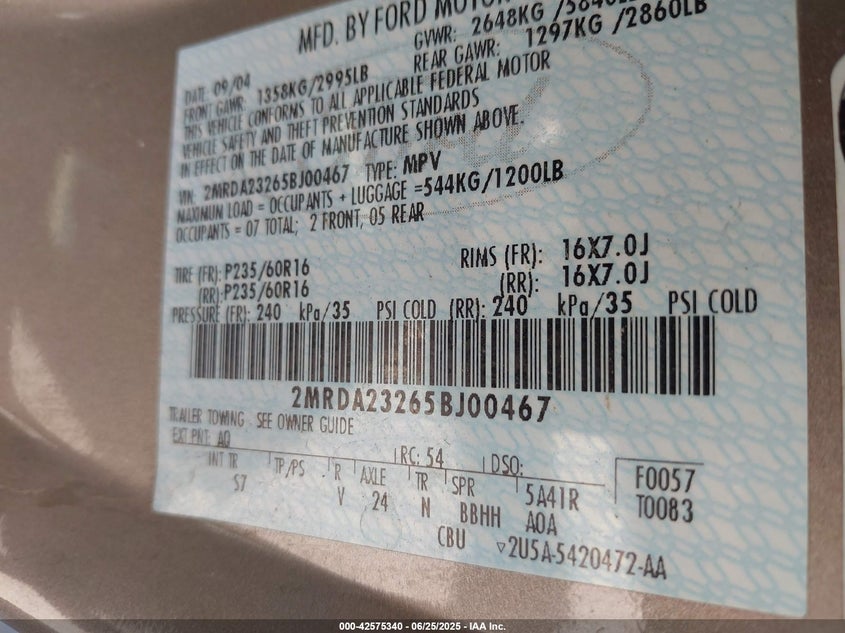 MFD. BY FORD MOTOR
DATE: 09/04 GVWR: 2648KG /5840LB
FRONT GAWR: 1358KG/2995LB REAR GAWR: 1297KG /2860LB
THIS VEHICLE CONFORMS TO ALL APPLICABLE FEDERAL MOTOR
VEHICLE SAFETY AND THEFT PREVENTION STANDARDS
IN EFFECT ON THE DATE OF MANUFACTURE SHOWN ABOVE.
VIN: 2MRDA23265BJ00467 TYPE: MPV
MAXIMUN LOAD = OCCUPANTS + LUGGAGE =544KG/1200LB
OCCUPANTS = 07 TOTAL; 2 FRONT, 05 REAR
TIRE (FR): P235/60R16 RIMS (FR): 16X7.0J
(RR): P235/60R16 (RR): 16X7.0J
PRESSURE (FR): 240 kPa/35 PSI COLD (RR): 240 kPa/35 PSI COLD
2MRDA23265BJ00467
TRAILER TOWING - SEE OWNER GUIDE
EXT PNT: AQ RC: 54 DSO:
INT TR TP/PS R AXLE TR SPR 5A41R F0057
S7 V 24 N BBHH AOA T0083
CBU ▽2U5A-5420472-AA
000-42575340 - 06/25/2025 - IAA Inc.